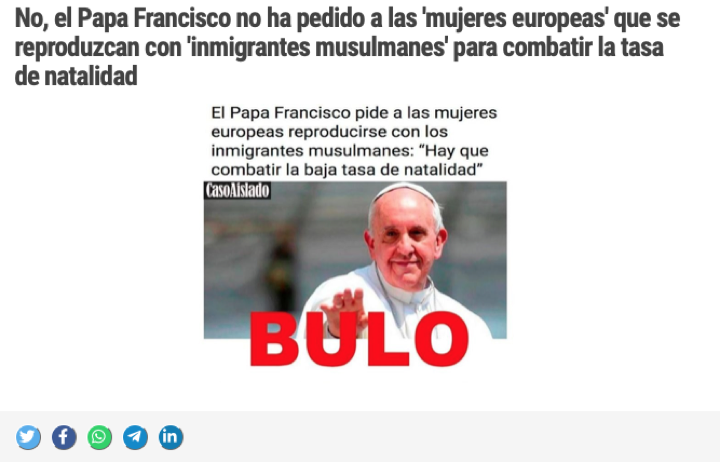 No, el Papa Francisco no ha pedido a las 'mujeres europeas' que se
reproduzcan con 'inmigrantes musulmanes' para combatir la tasa
de natalidad
El Papa Francisco pide a las mujeres
europeas reproducirse con los
inmigrantes musulmanes: “Hay que
combatir la baja tasa de natalidad”
CasoAislado
BULO